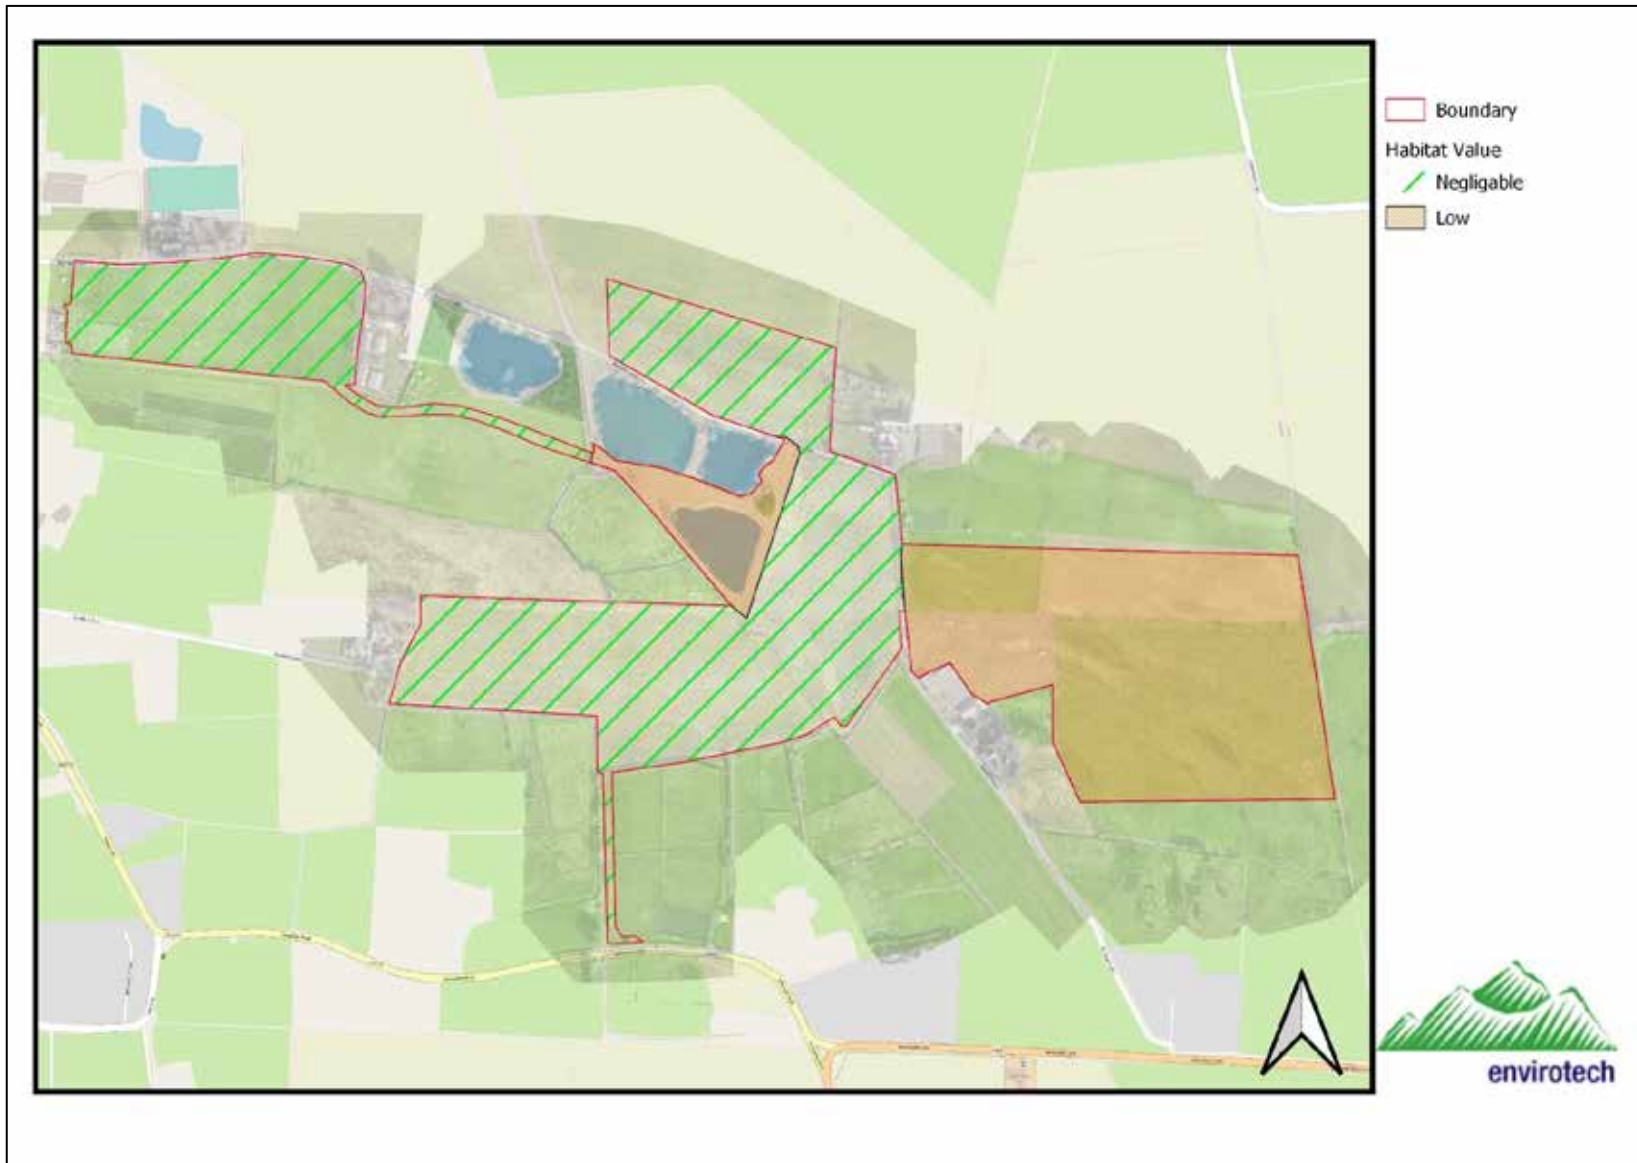 Boundary
Habitat Value
Negligable
Low
envirotech